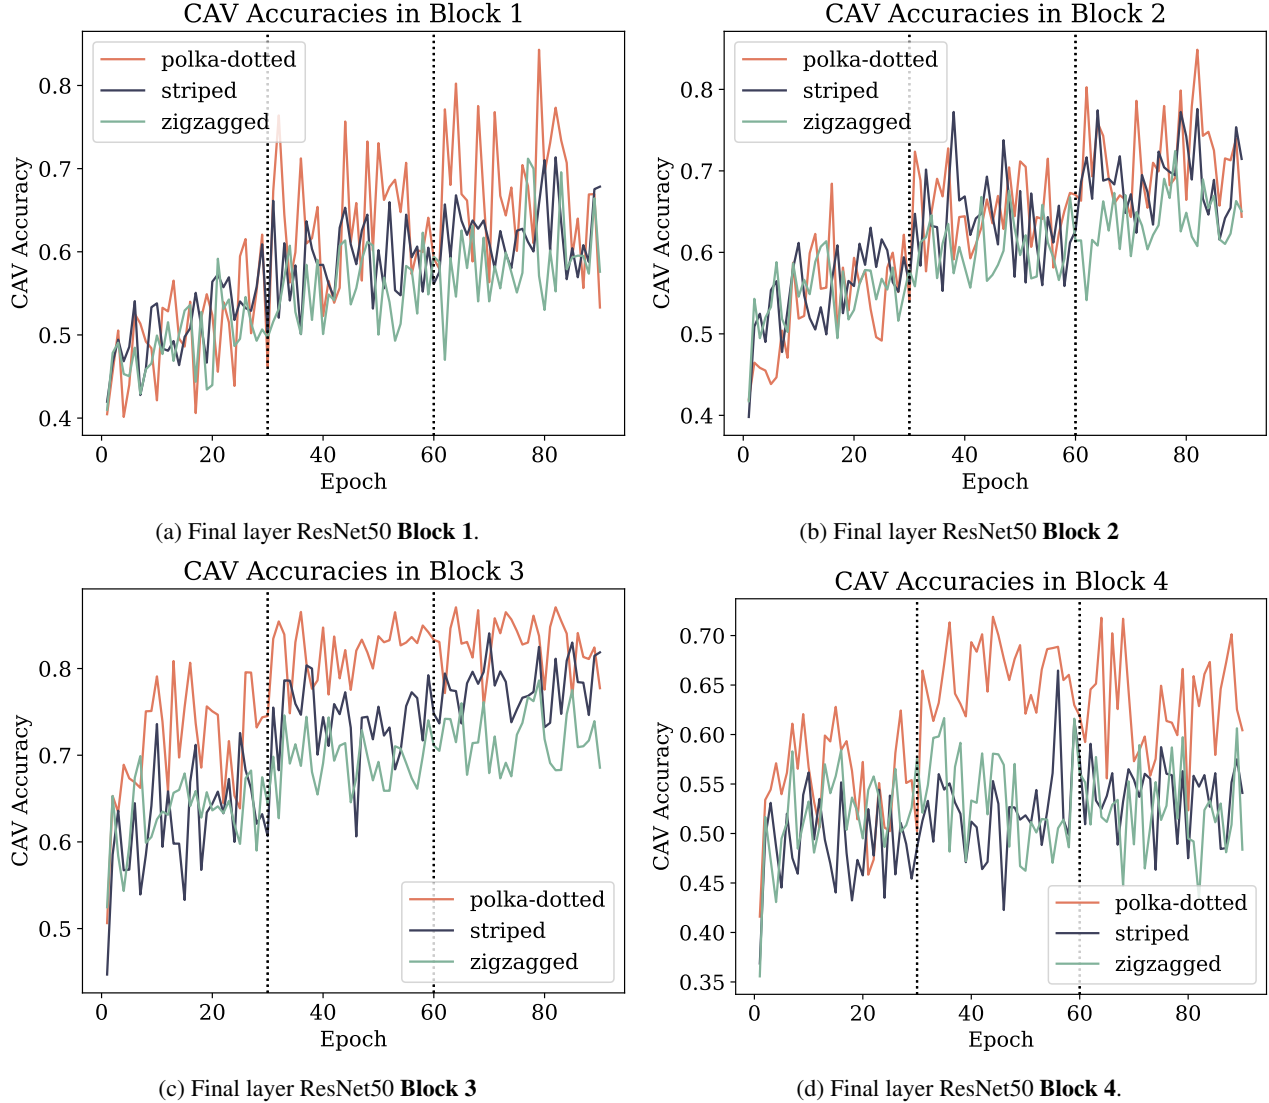 CAV Accuracies in Block 1
polka-dotted
striped
zigzagged
0.8
0.7
0.6
0.5
0.4
CAV Accuracy
0 20 40 60 80
Epoch
(a) Final layer ResNet50 Block 1.
CAV Accuracies in Block 2
polka-dotted
striped
zigzagged
0.8
0.7
0.6
0.5
0.4
CAV Accuracy
0 20 40 60 80
Epoch
(b) Final layer ResNet50 Block 2
CAV Accuracies in Block 3
0.8
0.7
0.6
0.5
CAV Accuracy
polka-dotted
striped
zigzagged
0 20 40 60 80
Epoch
(c) Final layer ResNet50 Block 3
CAV Accuracies in Block 4
0.70
0.65
0.60
0.55
0.50
0.45
0.40
0.35
CAV Accuracy
polka-dotted
striped
zigzagged
0 20 40 60 80
Epoch
(d) Final layer ResNet50 Block 4.